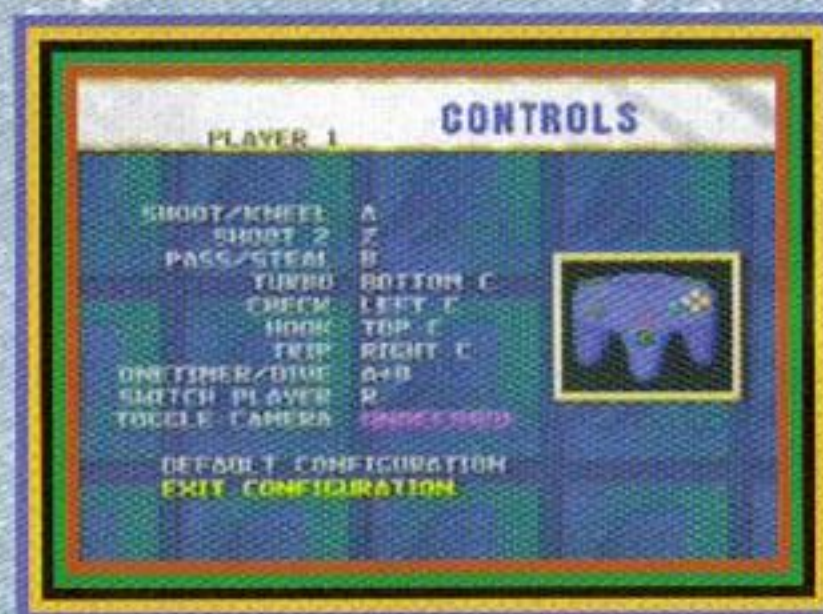 CONTROLS
PLAYER 1
SHOOT/KNEEL A
SHOOT 2 Z
PASS/STEAL B
TURBO BOTTOM C
CHECK LEFT C
HOOK TOP C
TRIP RIGHT C
ONETIMER/DIVE A+B
SWITCH PLAYER R
TOGGLE CAMERA
DEFAULT CONFIGURATION
EXIT CONFIGURATION